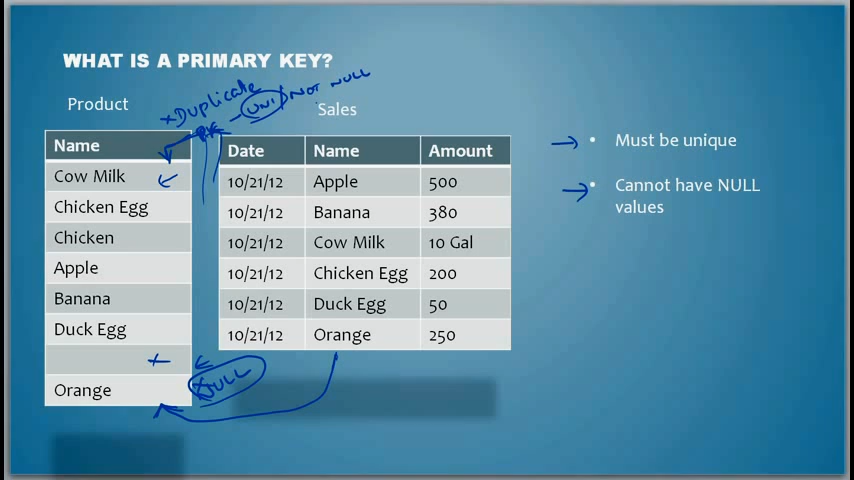 WHAT IS A PRIMARY KEY?
Product
×Duplicate
PK - UNI NOT NULL
Sales
Name
Cow Milk
Chicken Egg
Chicken
Apple
Banana
Duck Egg
Orange
Date Name Amount
10/21/12 Apple 500
10/21/12 Banana 380
10/21/12 Cow Milk 10 Gal
10/21/12 Chicken Egg 200
10/21/12 Duck Egg 50
10/21/12 Orange 250
NULL
• Must be unique
• Cannot have NULL
values